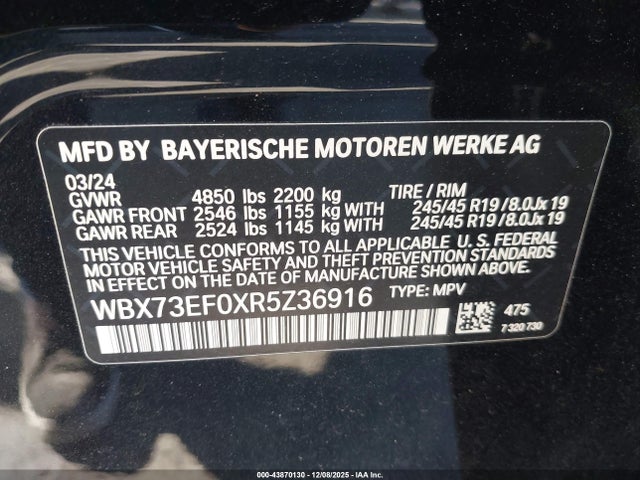 MFD BY BAYERISCHE MOTOREN WERKE AG
03/24
GVWR 4850 lbs 2200 kg TIRE / RIM
GAWR FRONT 2546 lbs 1155 kg WITH 245/45 R19/8.0Jx19
GAWR REAR 2524 lbs 1145 kg WITH 245/45 R19/8.0Jx19
THIS VEHICLE CONFORMS TO ALL APPLICABLE U. S. FEDERAL
MOTOR VEHICLE SAFETY AND THEFT PREVENTION STANDARDS
IN EFFECT ON THE DATE OF MANUFACTURE SHOWN ABOVE.
WBX73EF0XR5Z36916 TYPE: MPV
475
7 320 730
000-43870130 - 12/08/2025 - IAA Inc.